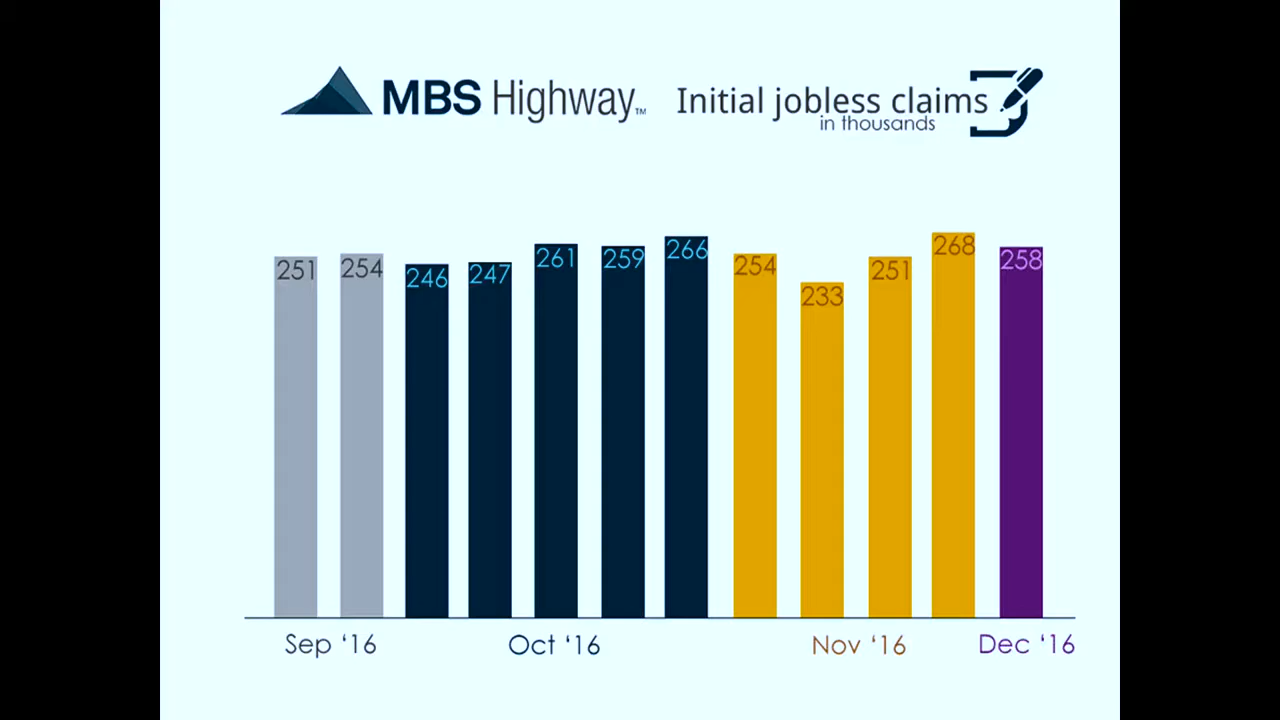 MBS Highway™
Initial jobless claims
in thousands
251 254 246 247 261 259 266 254 233 251 268 258
Sep ‘16 Oct ‘16 Nov ‘16 Dec ‘16